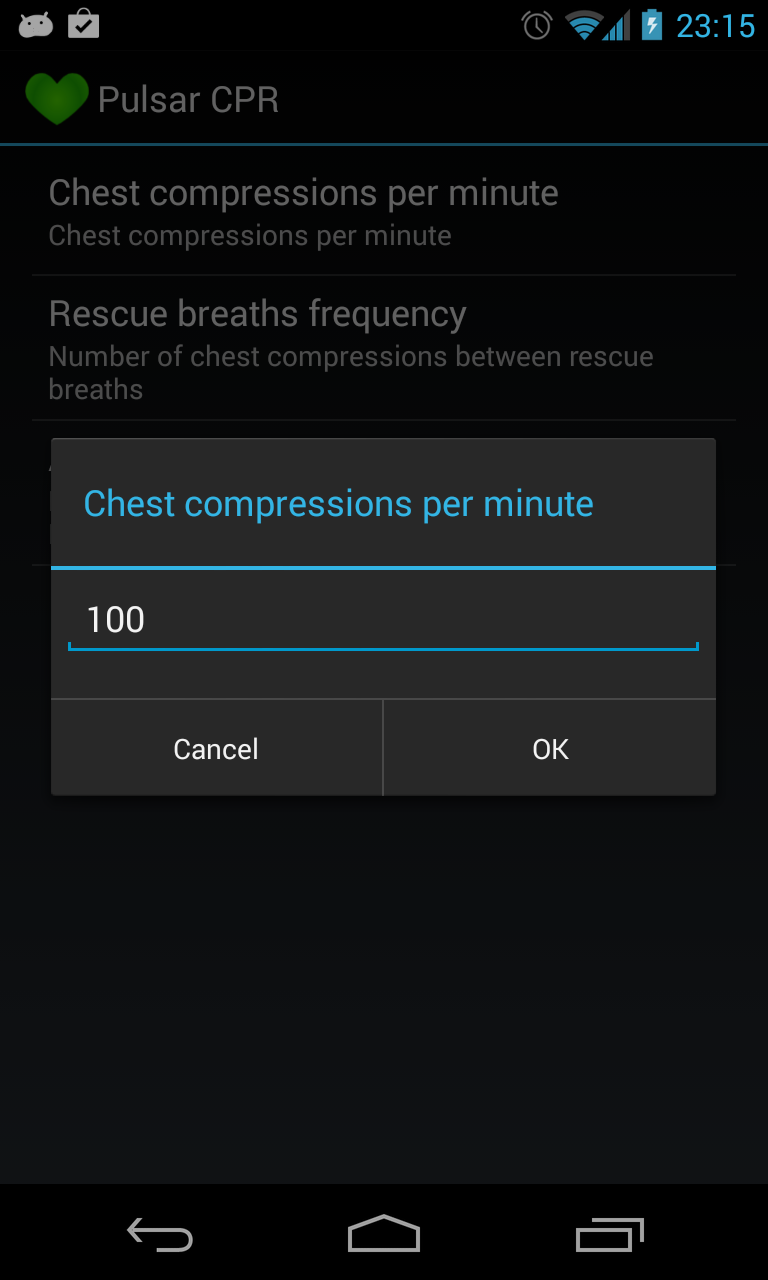 23:15
Pulsar CPR
Chest compressions per minute
Chest compressions per minute
Rescue breaths frequency
Number of chest compressions between rescue
breaths
Chest compressions per minute
100
Cancel
OK